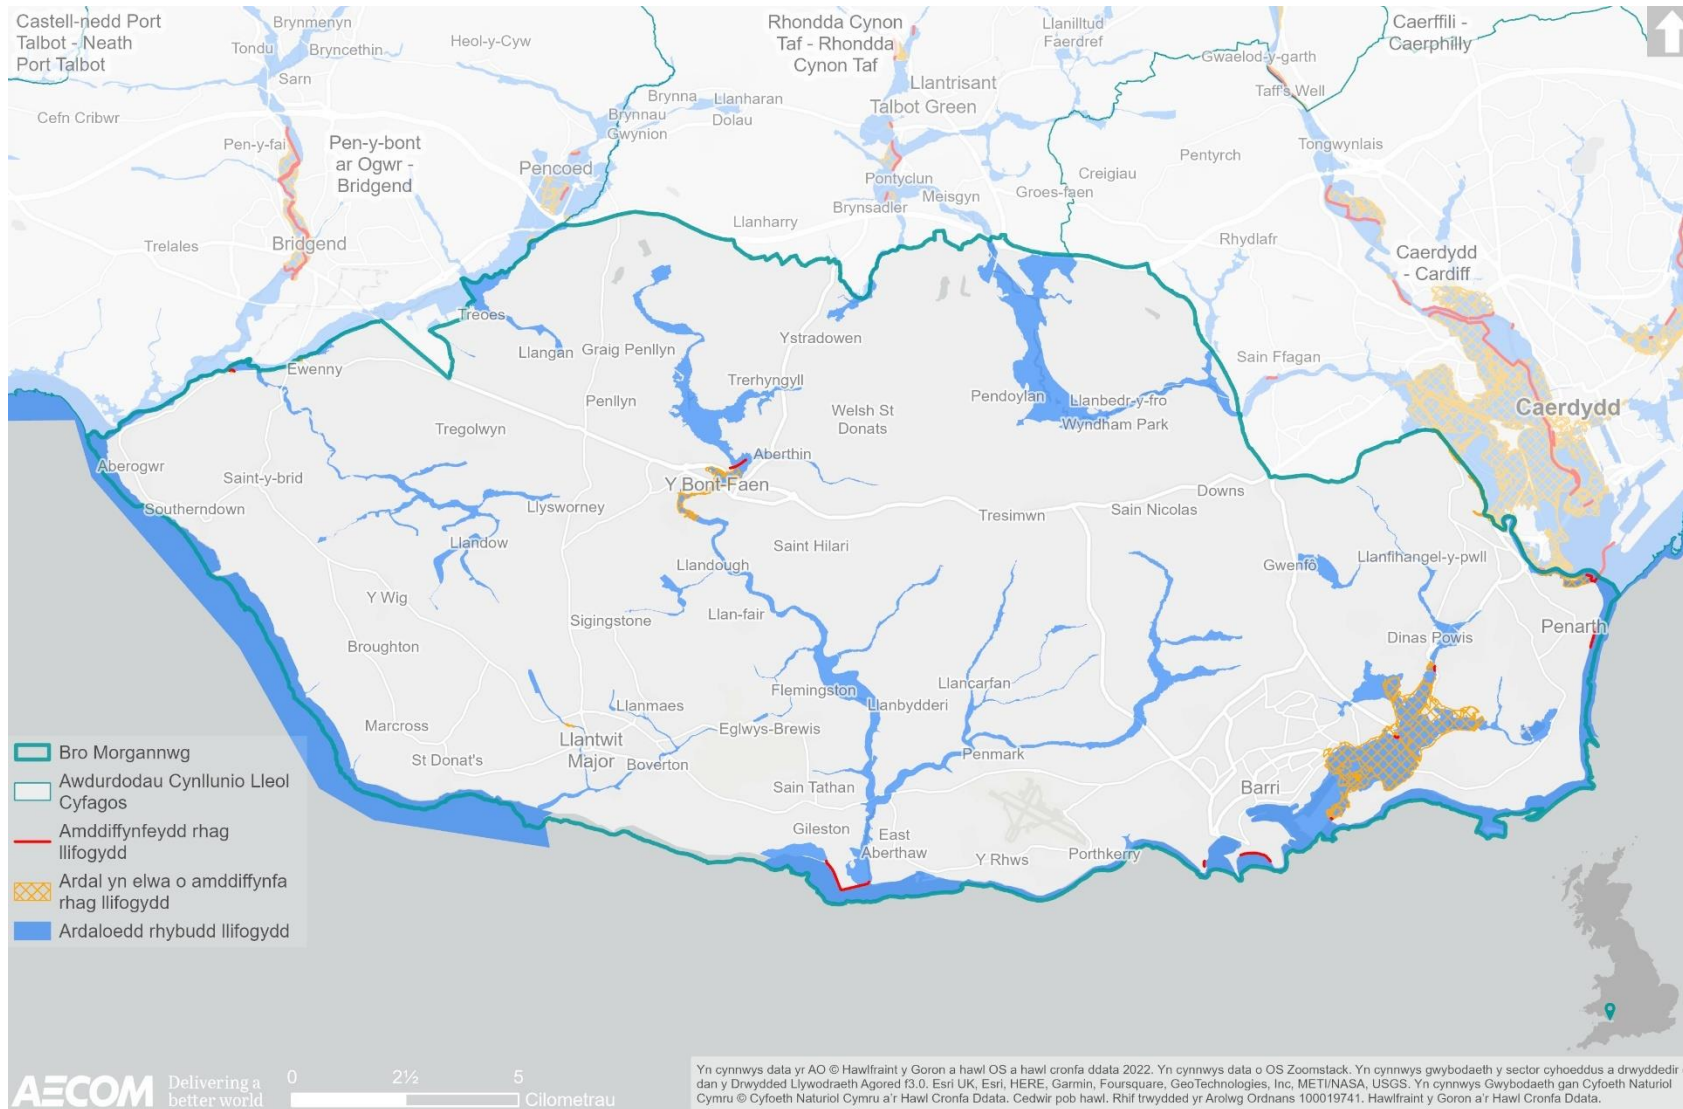 Castell-nedd Port
Talbot - Neath
Port Talbot
Brynmenyn
Tondu
Bryncethin
Heol-y-Cyw
Sarn
Rhondda Cynon
Taf - Rhondda
Cynon Taf
Llanilltud
Faerdref
Caerffili -
Caerphilly
Gwaelod-y-garth
Taff's Well
Llantrisant
Talbot Green
Brynna
Llanharan
Brynnau
Gwynion
Dolau
Cefn Cribwr
Pen-y-fai
Pen-y-bont
ar Ogwr -
Bridgend
Pencoed
Tongwynlais
Pentyrch
Creigiau
Pontyclun
Meisgyn
Groes-faen
Brynsadler
Llanharry
Trelales
Bridgend
Rhydlafr
Caerdydd
- Cardiff
Treoes
Llangan
Graig Penllyn
Ystradowen
Ewenny
Trerhyngyll
Sain Ffagan
Penllyn
Pendoylan
Llanbedr-y-fro
Welsh St
Donats
Wyndham Park
Caerdydd
Tregolwyn
Aberthin
Aberogwr
Saint-y-brid
Y Bont-Faen
Southerndown
Llysworney
Downs
Sain Nicolas
Tresimwn
Llandow
Saint Hilari
Llandough
Gwenfô
Llanfihangel-y-pwll
Y Wig
Llan-fair
Sigingstone
Penarth
Broughton
Dinas Powis
Flemingston
Llancarfan
Llanbydderi
Llanmaes
Marcross
Eglwys-Brewis
Llantwit
Major
St Donat's
Boverton
Penmark
Sain Tathan
Barri
Gileston
East
Aberthaw
Y Rhws
Porthkerry
Bro Morgannwg
Awdurdodau Cynllunio Lleol
Cyfagos
Amddiffynfeydd rhag
llifogydd
Ardal yn elwa o amddiffynfa
rhag llifogydd
Ardaloedd rhybudd llifogydd
AECOM
Delivering a
better world
0 2½ 5
Cilometrau
Yn cynnwys data yr AO © Hawlfraint y Goron a hawl OS a hawl cronfa ddata 2022. Yn cynnwys data o OS Zoomstack. Yn cynnwys gwybodaeth y sector cyhoeddus a drwyddedir
dan y Drwydded Llywodraeth Agored f3.0. Esri UK, Esri, HERE, Garmin, Foursquare, GeoTechnologies, Inc, METI/NASA, USGS. Yn cynnwys Gwybodaeth gan Cyfoeth Naturiol
Cymru © Cyfoeth Naturiol Cymru a'r Hawl Cronfa Ddata. Cedwir pob hawl. Rhif trwydded yr Arolwg Ordnans 100019741. Hawlfraint y Goron a'r Hawl Cronfa Ddata.